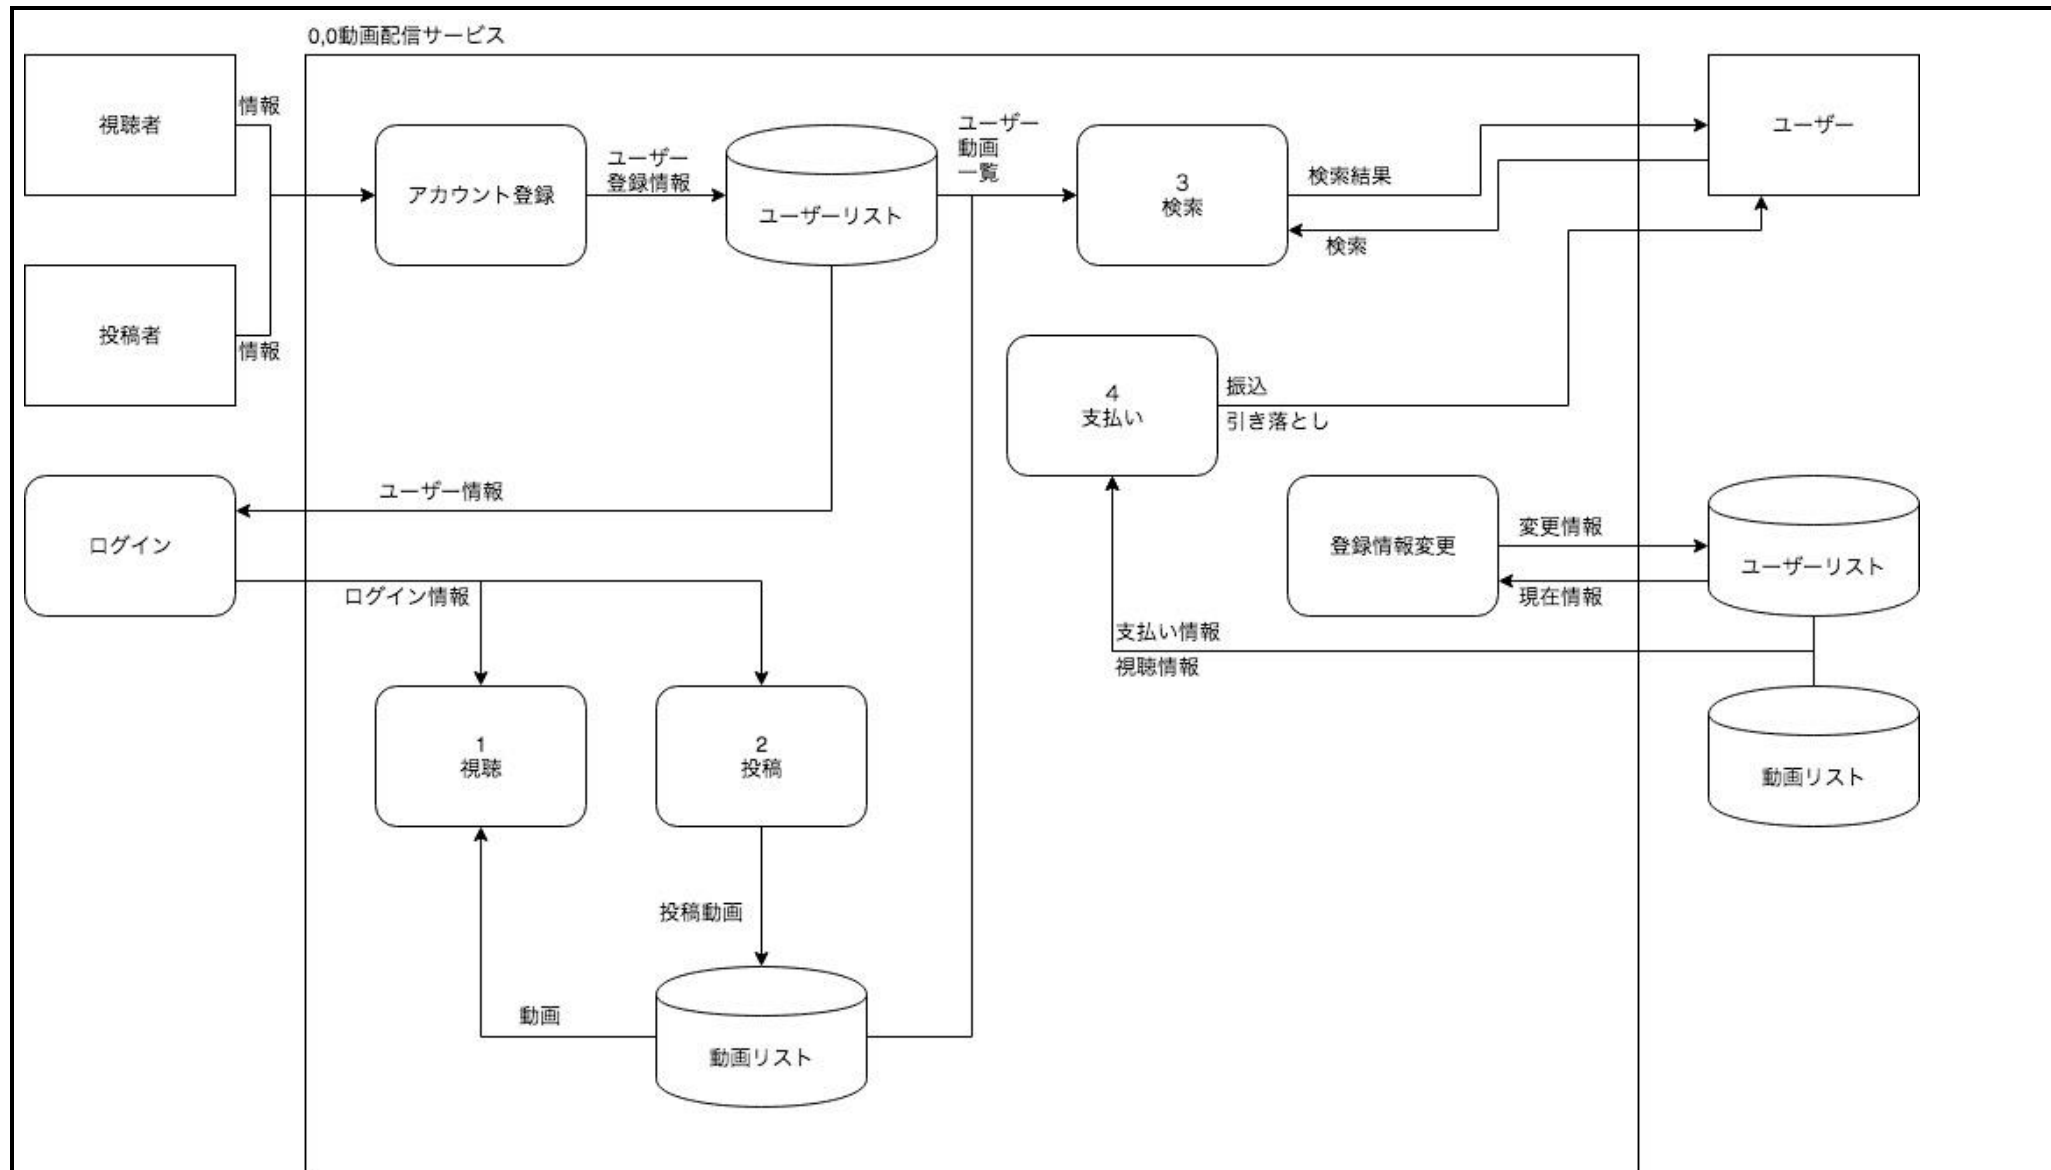 0,0動画配信サービス
視聴者
情報
投稿者
情報
アカウント登録
ユーザー
登録情報
ユーザーリスト
ユーザー
動画
一覧
3
検索
検索結果
検索
ユーザー
4
支払い
振込
引き落とし
ログイン
ユーザー情報
ログイン情報
登録情報変更
変更情報
現在情報
ユーザーリスト
支払い情報
視聴情報
1
視聴
2
投稿
動画リスト
投稿動画
動画
動画リスト